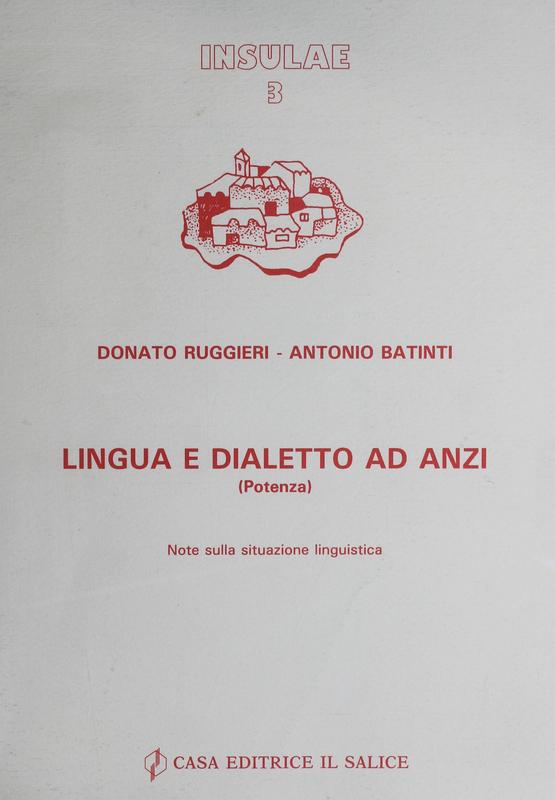 INSULAE
3
DONATO RUGGIERI - ANTONIO BATINTI
LINGUA E DIALETTO AD ANZI
(Potenza)
Note sulla situazione linguistica
CASA EDITRICE IL SALICE